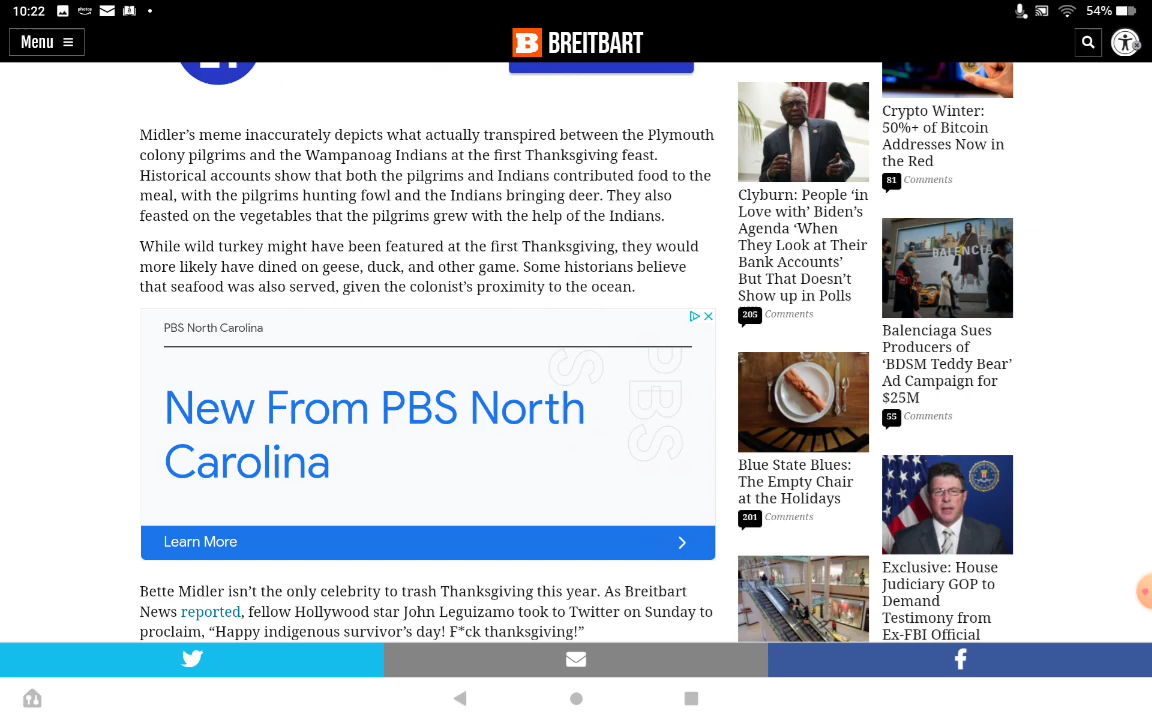 10:22
54%
Menu
BREITBART
Midler’s meme inaccurately depicts what actually transpired between the Plymouth
colony pilgrims and the Wampanoag Indians at the first Thanksgiving feast.
Historical accounts show that both the pilgrims and Indians contributed food to the
meal, with the pilgrims hunting fowl and the Indians bringing deer. They also
feasted on the vegetables that the pilgrims grew with the help of the Indians.
While wild turkey might have been featured at the first Thanksgiving, they would
more likely have dined on geese, duck, and other game. Some historians believe
that seafood was also served, given the colonist’s proximity to the ocean.
PBS North Carolina
PBS
New From PBS North
Carolina
Learn More
Bette Midler isn’t the only celebrity to trash Thanksgiving this year. As Breitbart
News reported, fellow Hollywood star John Leguizamo took to Twitter on Sunday to
proclaim, “Happy indigenous survivor’s day! F*ck thanksgiving!”
Clyburn: People ‘in
Love with’ Biden’s
Agenda ‘When
They Look at Their
Bank Accounts’
But That Doesn’t
Show up in Polls
205 Comments
Blue State Blues:
The Empty Chair
at the Holidays
201 Comments
Crypto Winter:
50%+ of Bitcoin
Addresses Now in
the Red
81 Comments
BALENCIA
Balenciaga Sues
Producers of
‘BDSM Teddy Bear’
Ad Campaign for
$25M
55 Comments
Exclusive: House
Judiciary GOP to
Demand
Testimony from
Ex-FBI Official